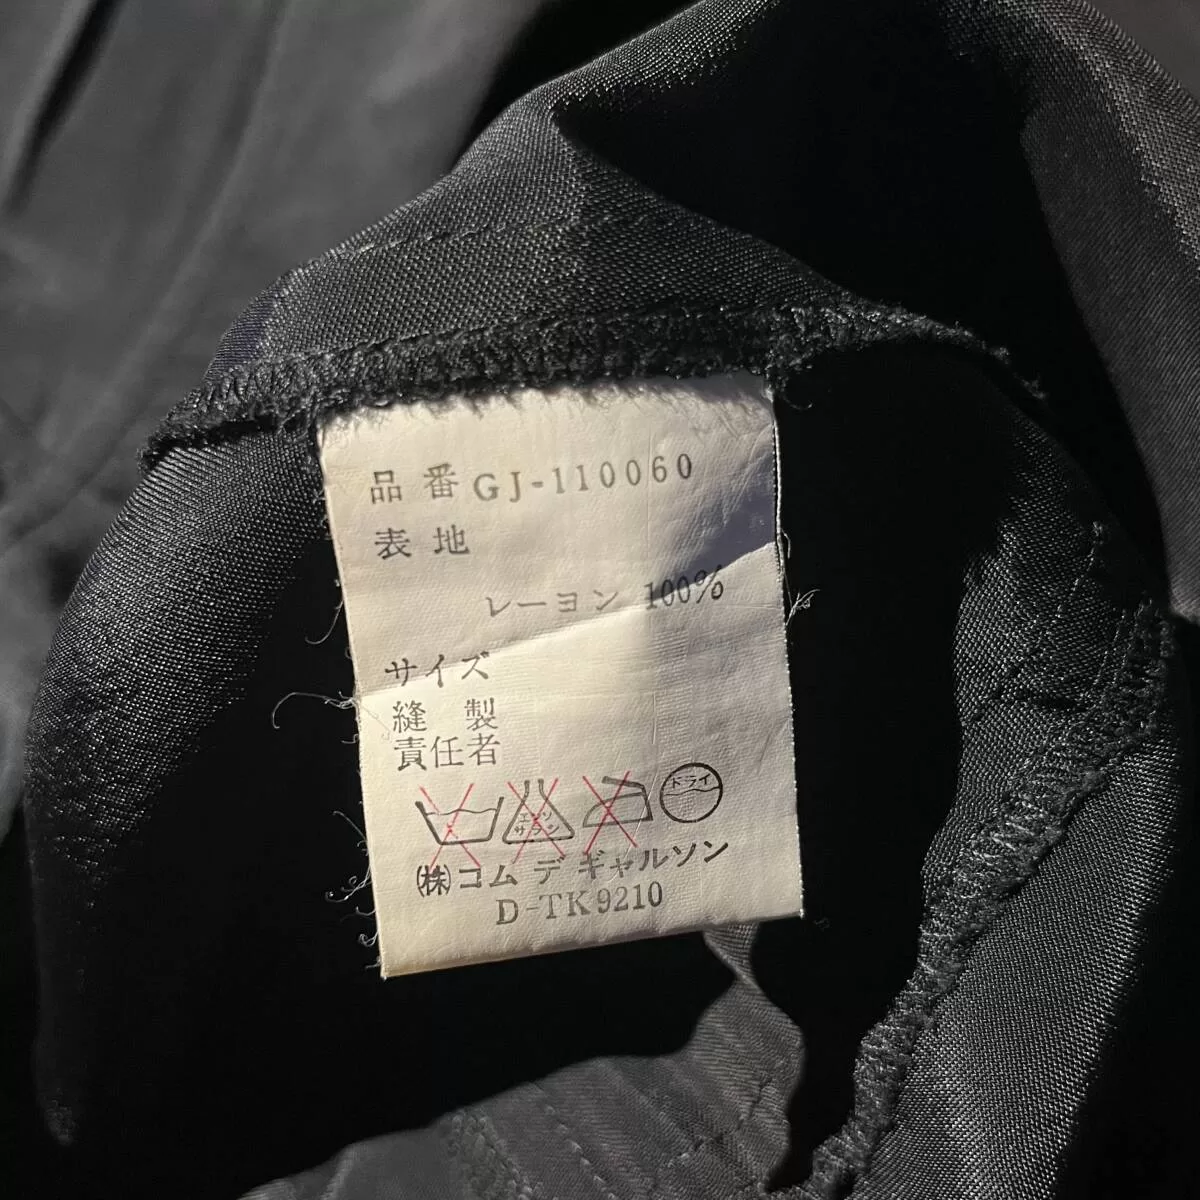 品番 GJ-110060
表地
レーヨン 100%
サイズ
縫製
責任者
エンソ ドライ
サラシ
㈱コムデギャルソン
D-TK9210